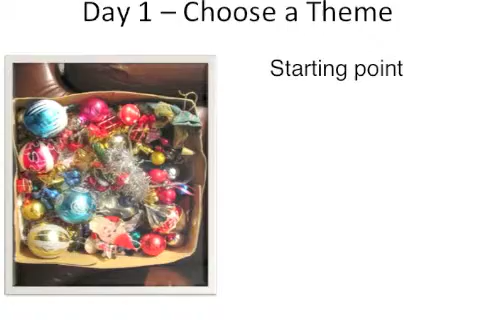 Day 1 – Choose a Theme
Starting point